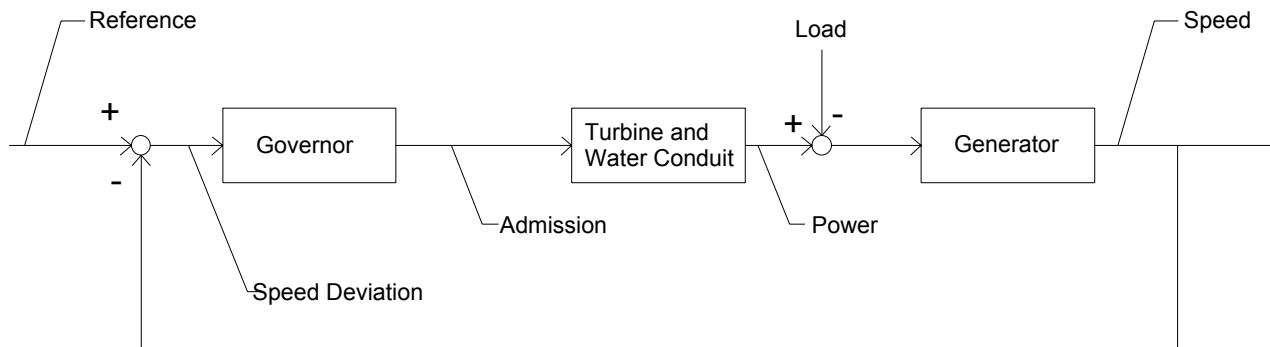 Reference
Load
Speed
+
Governor
Turbine and
Water Conduit
+
-
Generator
-
Admission
Power
Speed Deviation